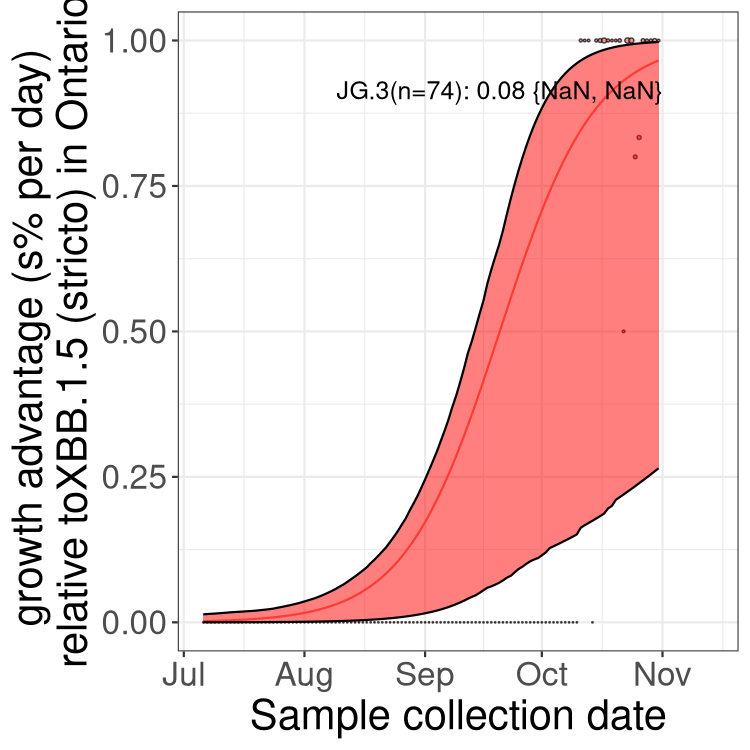 growth advantage (s% per day)
relative toXBB.1.5 (stricto) in Ontario
1.00
0.75
0.50
0.25
0.00
JG.3(n=74): 0.08 {NaN, NaN}
Jul Aug Sep Oct Nov
Sample collection date